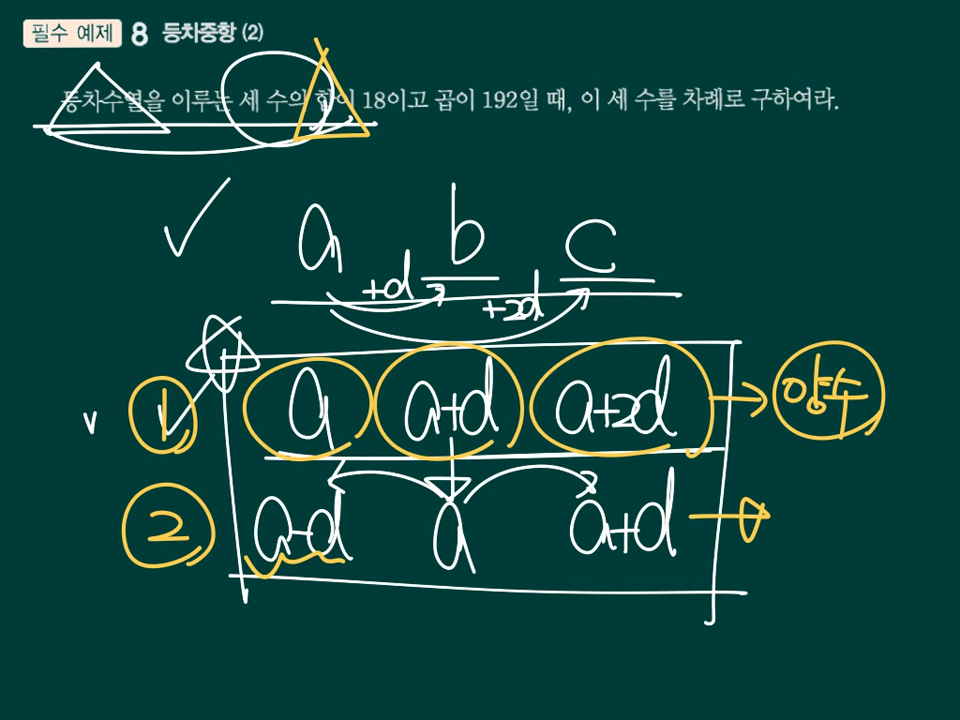 필수 예제 8 등차중항 (2)
등차수열을 이루는 세 수의 합이 18이고 곱이 192일 때, 이 세 수를 차례로 구하여라.
a b c
+d +2d
v 1 a a+d a+2d → 양수
2 a-d a a+d →